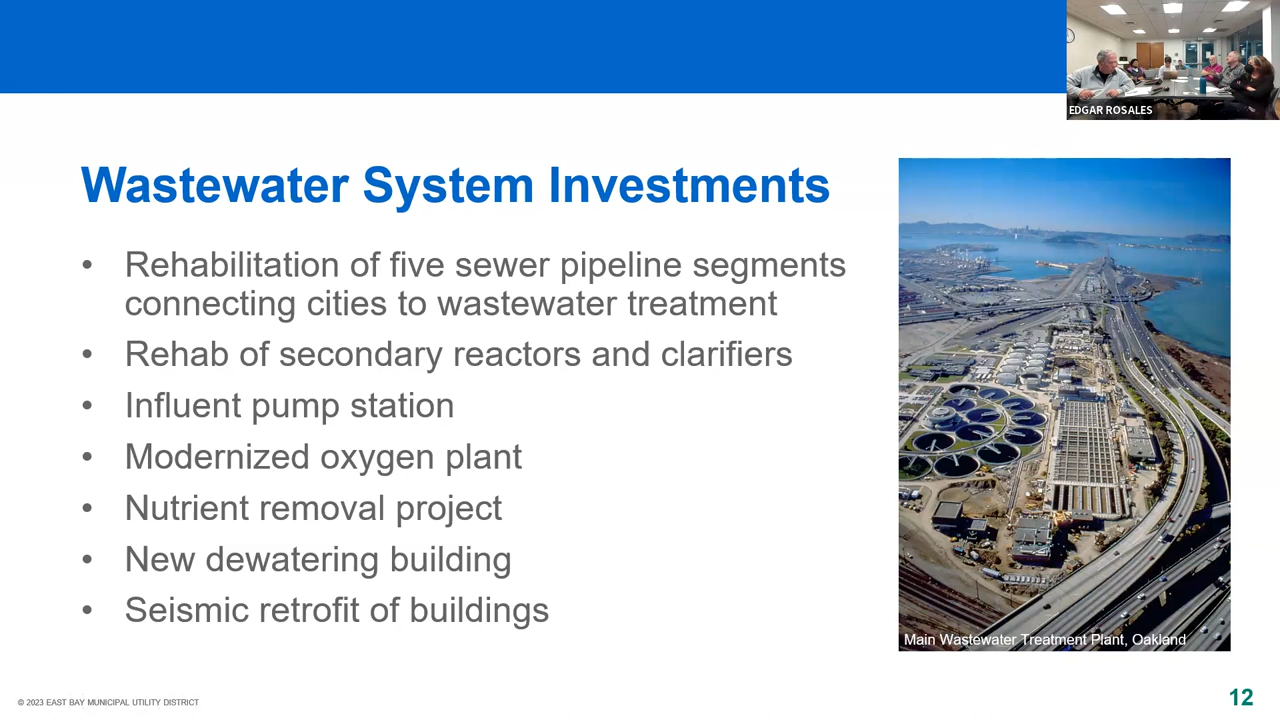 EDGAR ROSALES
Wastewater System Investments
• Rehabilitation of five sewer pipeline segments
connecting cities to wastewater treatment
• Rehab of secondary reactors and clarifiers
• Influent pump station
• Modernized oxygen plant
• Nutrient removal project
• New dewatering building
• Seismic retrofit of buildings
Main Wastewater Treatment Plant, Oakland
© 2023 EAST BAY MUNICIPAL UTILITY DISTRICT
12